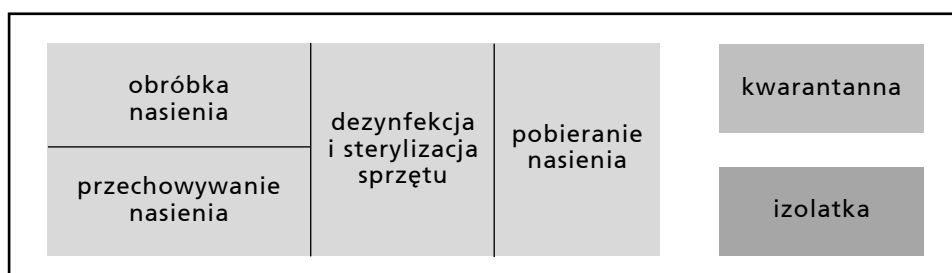 obróbka
nasienia
przechowywanie
nasienia
dezynfekcja
i sterylizacja
sprzętu
pobieranie
nasienia
kwarantanna
izolatka